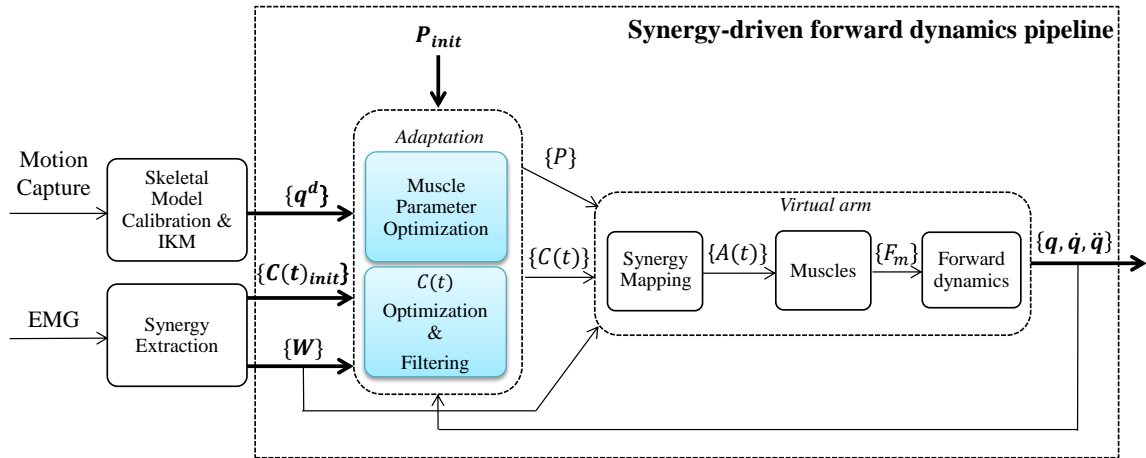 Synergy-driven forward dynamics pipeline
P_init
Adaptation
Motion
Capture
Skeletal
Model
Calibration &
IKM
{q^d}
Muscle
Parameter
Optimization
{P}
Virtual arm
{C(t)_init}
C(t)
Optimization
&
Filtering
{C(t)}
Synergy
Mapping
{A(t)}
Muscles
{F_m}
Forward
dynamics
{q, q̇, q̈}
EMG
Synergy
Extraction
{W}